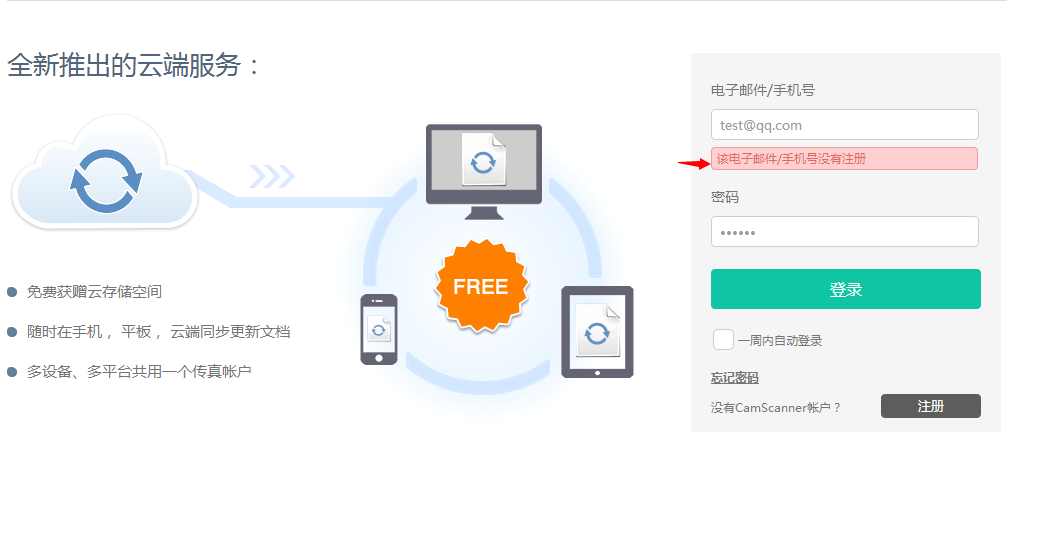 全新推出的云端服务：
FREE
免费获赠云存储空间
随时在手机，平板，云端同步更新文档
多设备、多平台共用一个传真帐户
电子邮件/手机号
test@qq.com
该电子邮件/手机号没有注册
密码
••••••
登录
一周内自动登录
忘记密码
没有CamScanner帐户？
注册